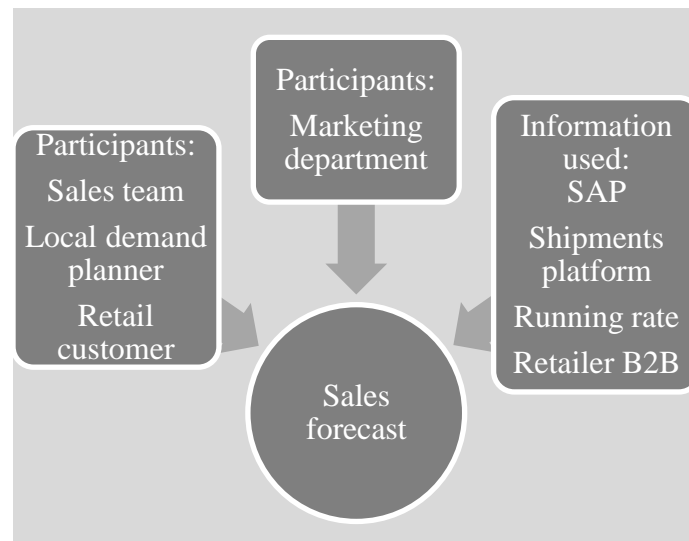 Participants:
Sales team
Local demand
planner
Retail
customer
Participants:
Marketing
department
Information
used:
SAP
Shipments
platform
Running rate
Retailer B2B
Sales
forecast